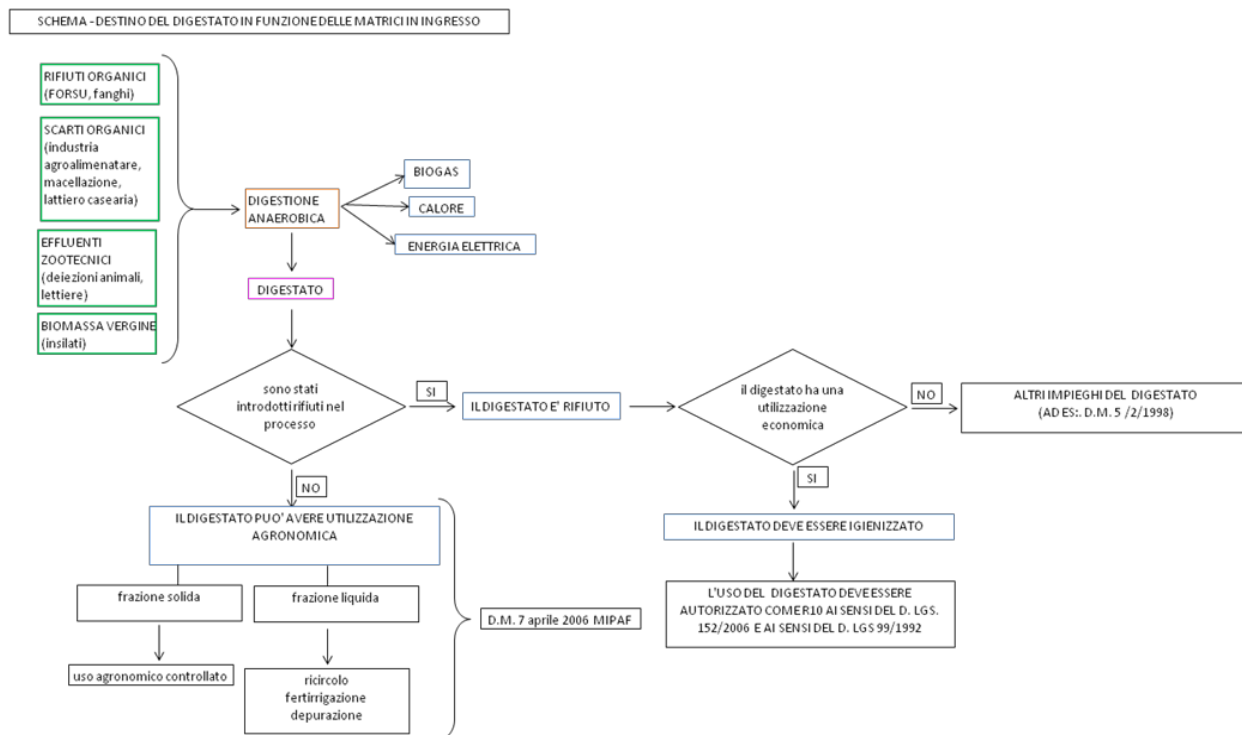 SCHEMA - DESTINO DEL DIGESTATO IN FUNZIONE DELLE MATRICI IN INGRESSO
RIFIUTI ORGANICI
(FORSU, fanghi)
SCARTI ORGANICI
(industria
agroalimenatare,
macellazione,
lattiero casearia)
EFFLUENTI
ZOOTECNICI
(deiezioni animali,
lettiere)
BIOMASSA VERGINE
(insilati)
DIGESTIONE
ANAEROBICA
BIOGAS
CALORE
ENERGIA ELETTRICA
DIGESTATO
sono stati
introdotti rifiuti nel
processo
SI
IL DIGESTATO E' RIFIUTO
il digestato ha una
utilizzazione
economica
NO
ALTRI IMPIEGHI DEL DIGESTATO
(AD ES:. D.M. 5 /2/1998)
NO
SI
IL DIGESTATO PUO' AVERE UTILIZZAZIONE
AGRONOMICA
IL DIGESTATO DEVE ESSERE IGIENIZZATO
frazione solida
frazione liquida
D.M. 7 aprile 2006 MIPAF
L'USO DEL DIGESTATO DEVE ESSERE
AUTORIZZATO COME R10 AI SENSI DEL D. LGS.
152/2006 E AI SENSI DEL D. LGS 99/1992
uso agronomico controllato
ricircolo
fertirrigazione
depurazione